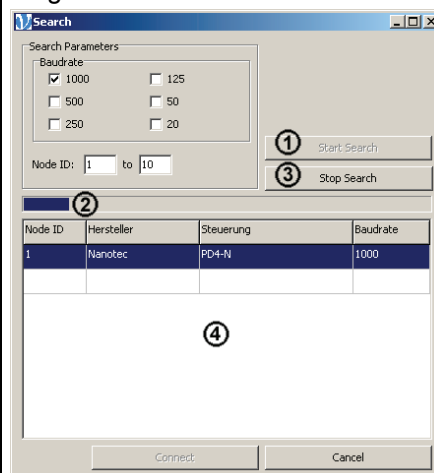 Search
Search Parameters
Baudrate
1000 125
500 50
250 20
Node ID: 1 to 10
1 Start Search
3 Stop Search
2
Node ID Hersteller Steuerung Baudrate
1 Nanotec PD4-N 1000
4
Connect Cancel